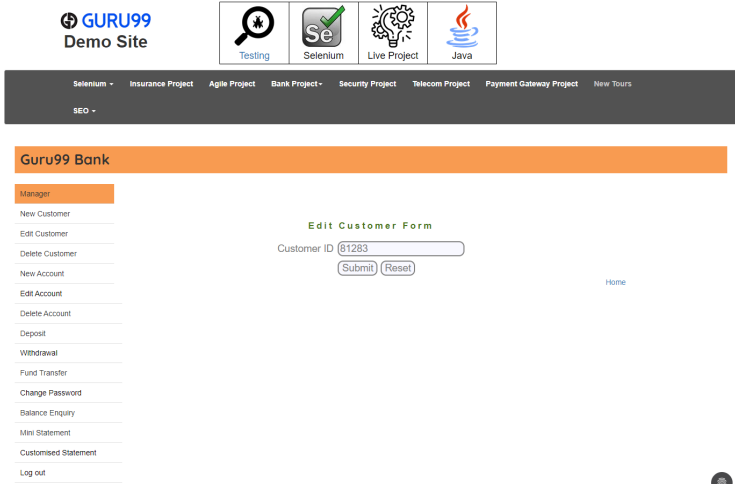 GURU99
Demo Site
Testing
Se
Selenium
Live Project
Java
Selenium Insurance Project Agile Project Bank Project Security Project Telecom Project Payment Gateway Project New Tours
SEO
Guru99 Bank
Manager
New Customer
Edit Customer
Delete Customer
New Account
Edit Account
Delete Account
Deposit
Withdrawal
Fund Transfer
Change Password
Balance Enquiry
Mini Statement
Customised Statement
Log out
Edit Customer Form
Customer ID 81283
Submit Reset
Home